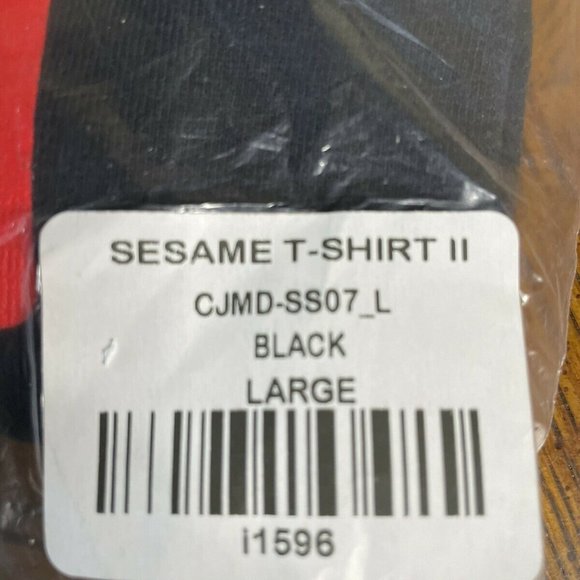 SESAME T-SHIRT II
CJMD-SS07_L
BLACK
LARGE
i1596